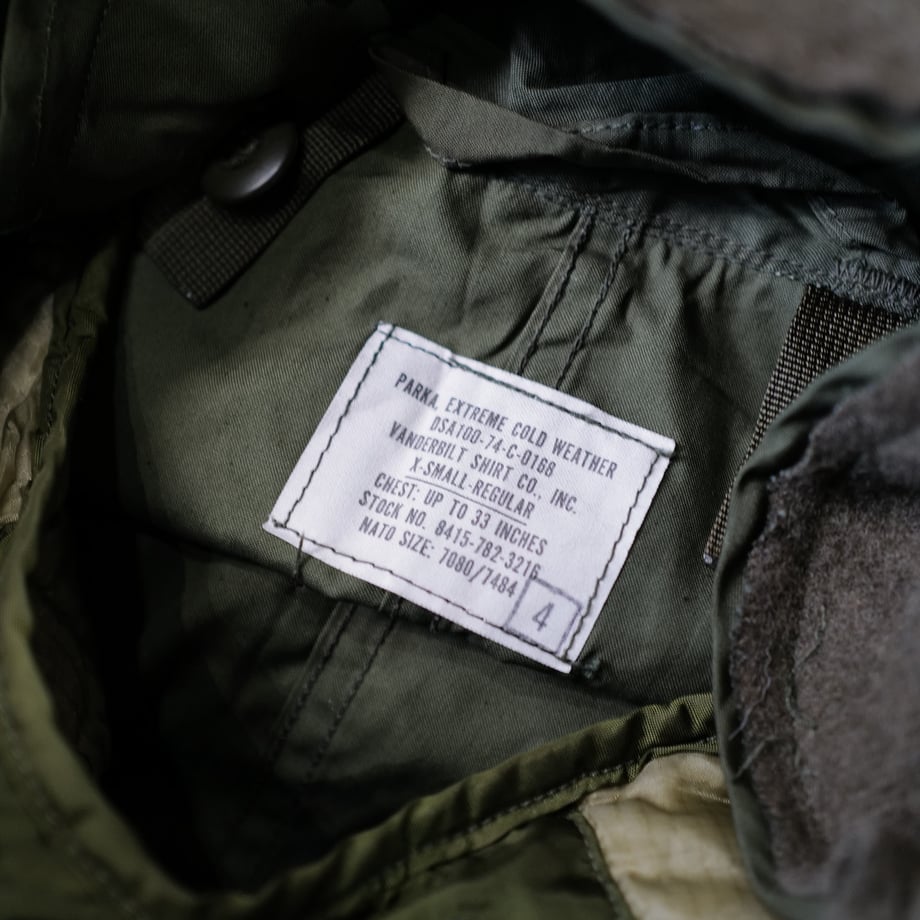 PARKA, EXTREME COLD WEATHER
DSA100-74-C-0168
VANDERBILT SHIRT CO., INC.
X-SMALL-REGULAR
CHEST: UP TO 33 INCHES
STOCK NO. 8415-782-3216
NATO SIZE: 7080/7484
4